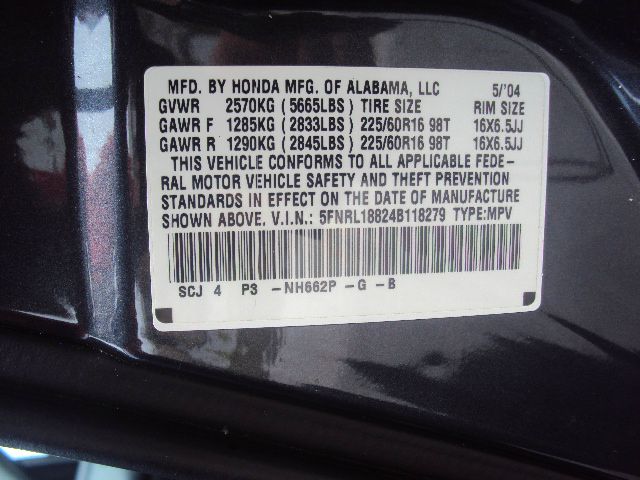 MFD. BY HONDA MFG. OF ALABAMA, LLC 5/'04
GVWR 2570KG (5665LBS) TIRE SIZE RIM SIZE
GAWR F 1285KG (2833LBS) 225/60R16 98T 16X6.5JJ
GAWR R 1290KG (2845LBS) 225/60R16 98T 16X6.5JJ
THIS VEHICLE CONFORMS TO ALL APPLICABLE FEDE-
RAL MOTOR VEHICLE SAFETY AND THEFT PREVENTION
STANDARDS IN EFFECT ON THE DATE OF MANUFACTURE
SHOWN ABOVE. V.I.N.: 5FNRL18824B118279 TYPE:MPV
SCJ 4 P3 -NH662P -G -B